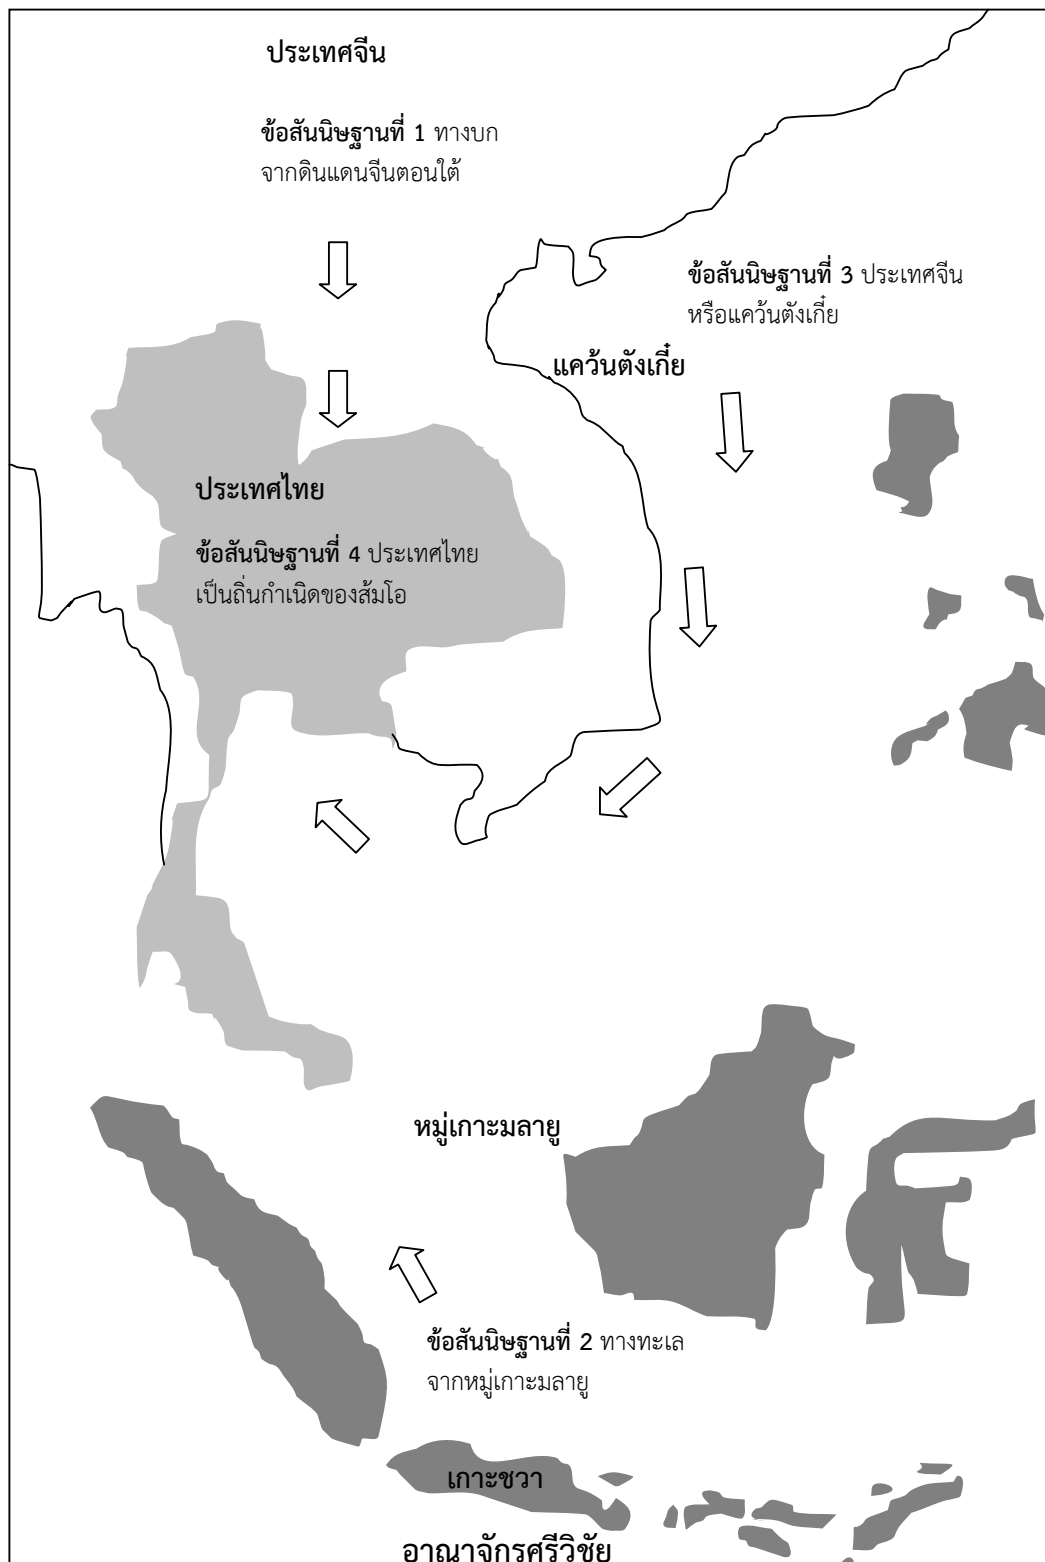 ประเทศจีน
ข้อสันนิษฐานที่ 1 ทางบก
จากดินแดนจีนตอนใต้
ข้อสันนิษฐานที่ 3 ประเทศจีน
หรือแคว้นตังเกี๋ย
แคว้นตังเกี๋ย
ประเทศไทย
ข้อสันนิษฐานที่ 4 ประเทศไทย
เป็นถิ่นกำเนิดของส้มโอ
หมู่เกาะมลายู
ข้อสันนิษฐานที่ 2 ทางทะเล
จากหมู่เกาะมลายู
เกาะชวา
อาณาจักรศรีวิชัย